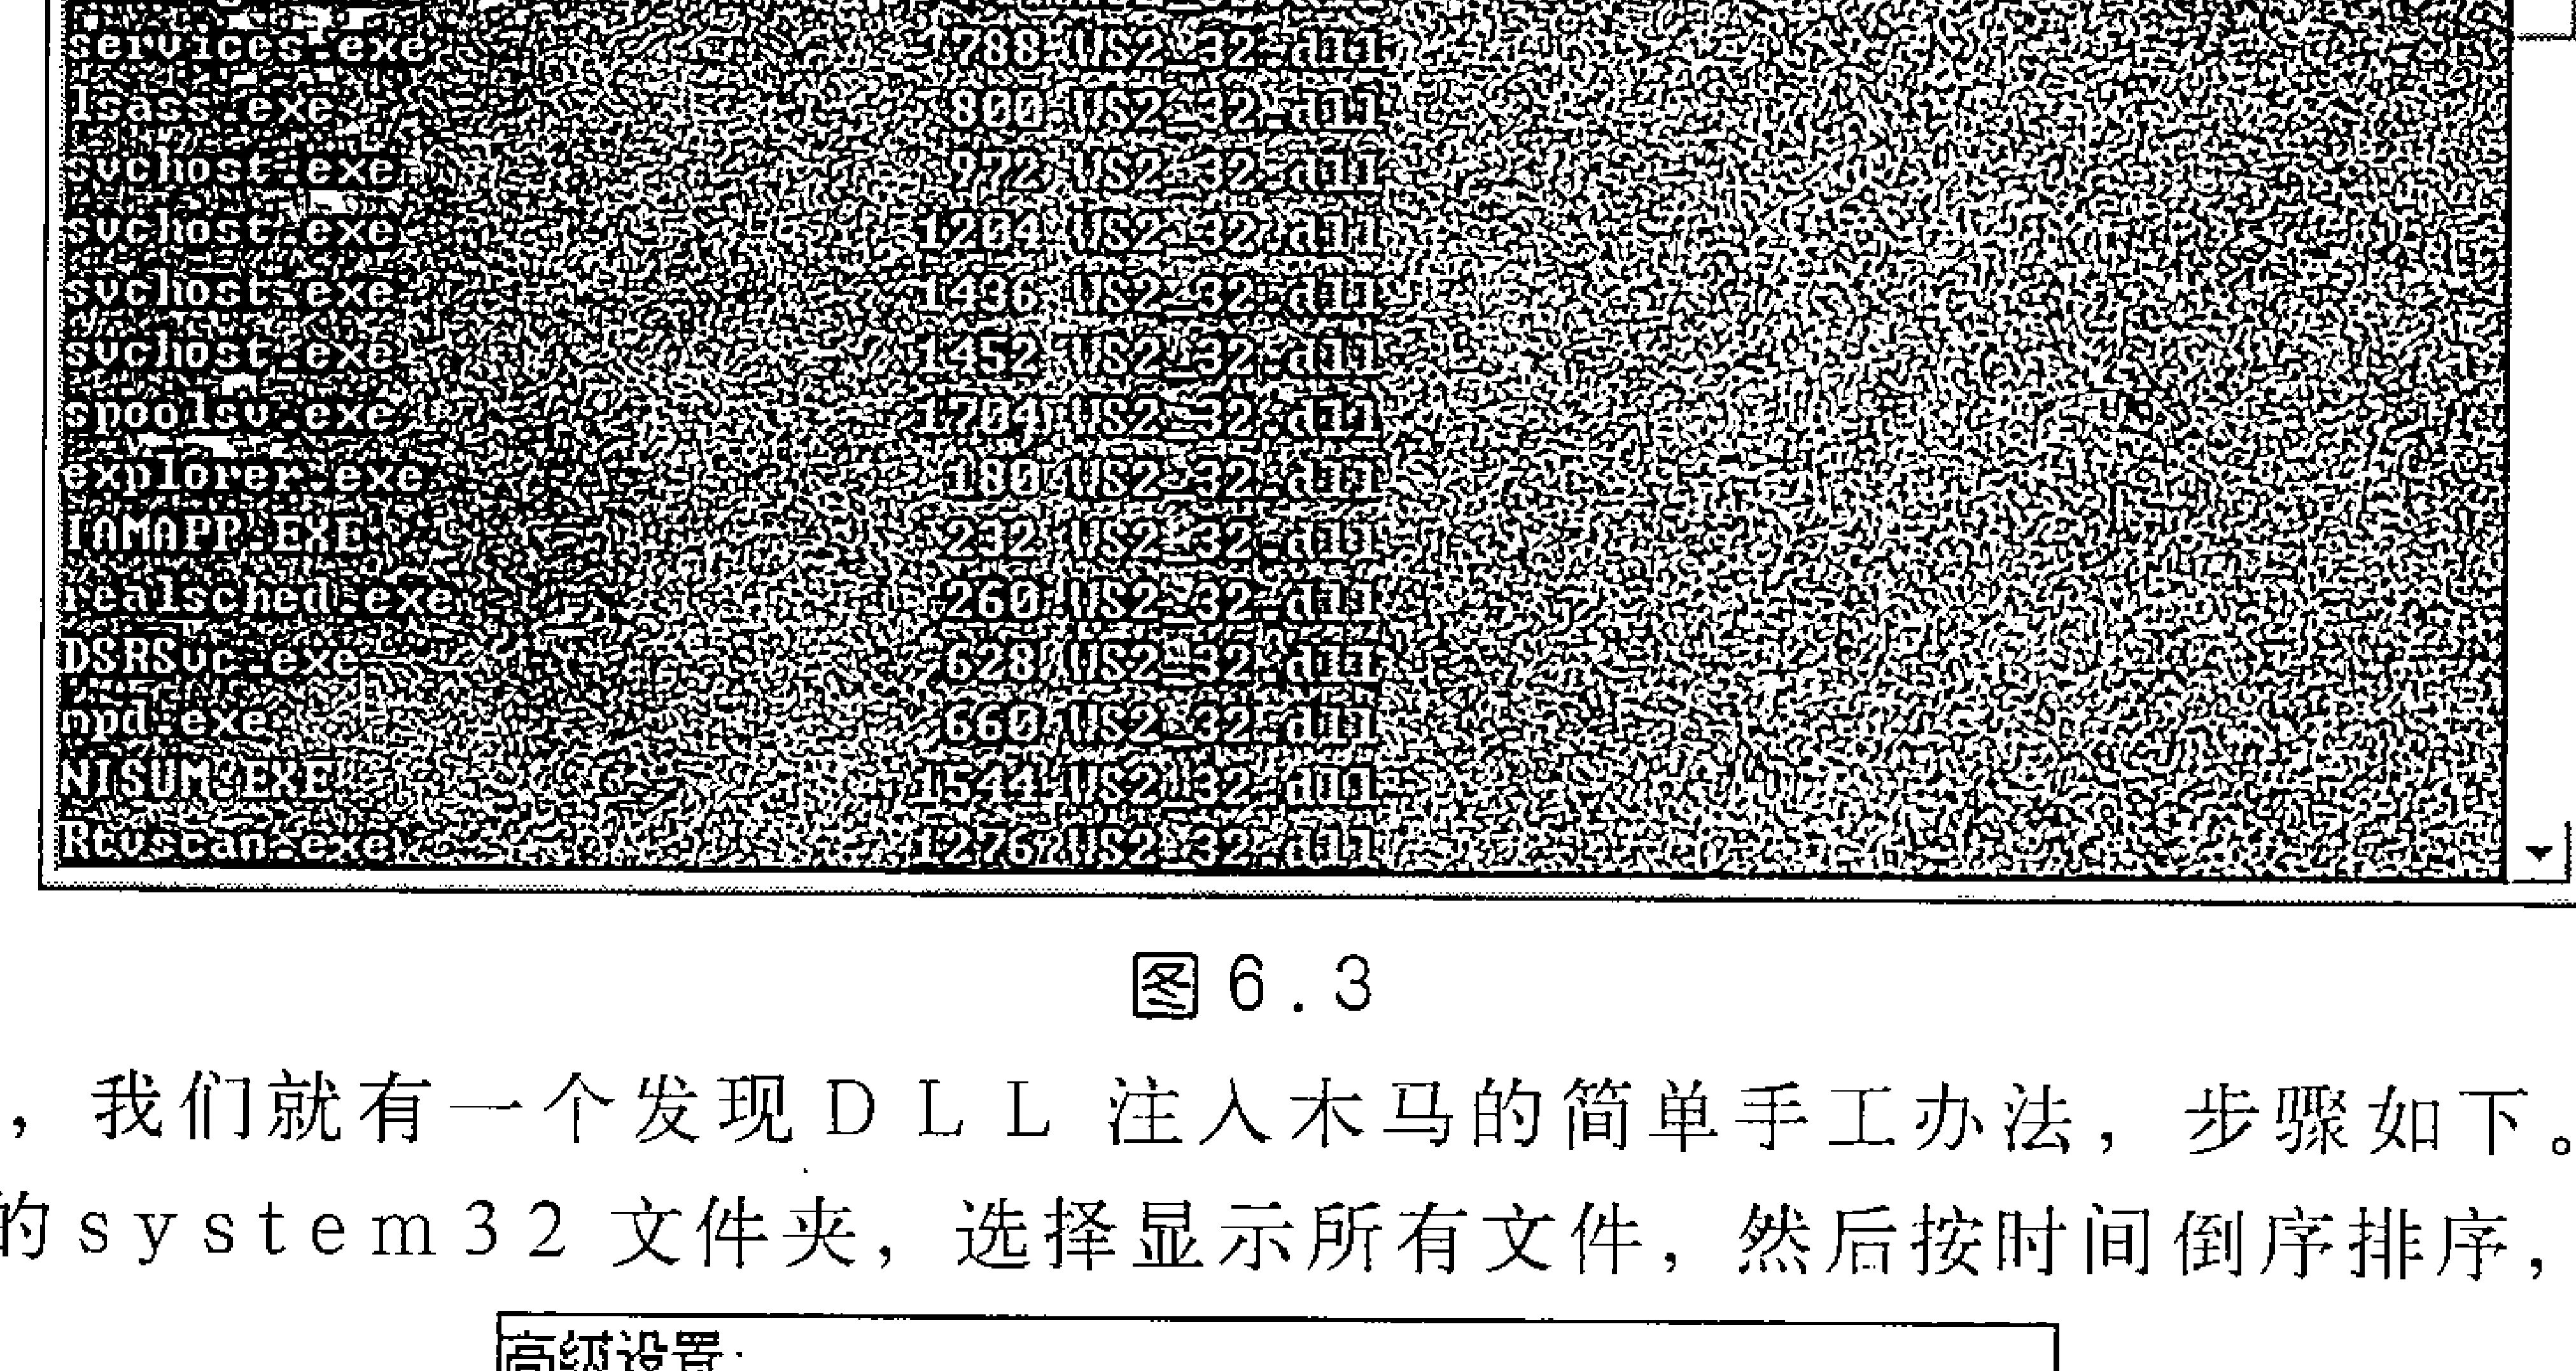 services.exe 788 WS2_32.dll
lsass.exe 800 WS2_32.dll
svchost.exe 972 WS2_32.dll
svchost.exe 1204 WS2_32.dll
svchost.exe 1436 WS2_32.dll
svchost.exe 1452 WS2_32.dll
spoolsv.exe 1704 WS2_32.dll
explorer.exe 180 WS2_32.dll
IAMAPP.EXE 232 WS2_32.dll
realsched.exe 260 WS2_32.dll
DSRSvc.exe 628 WS2_32.dll
.exe 660 WS2_32.dll
NISUM.EXE 1544 WS2_32.dll
Rtvscan.exe 1276 WS2_32.dll
图6.3
，我们就有一个发现DLL注入木马的简单手工办法，步骤如下。
的system32文件夹，选择显示所有文件，然后按时间倒序排序，
高级设置: